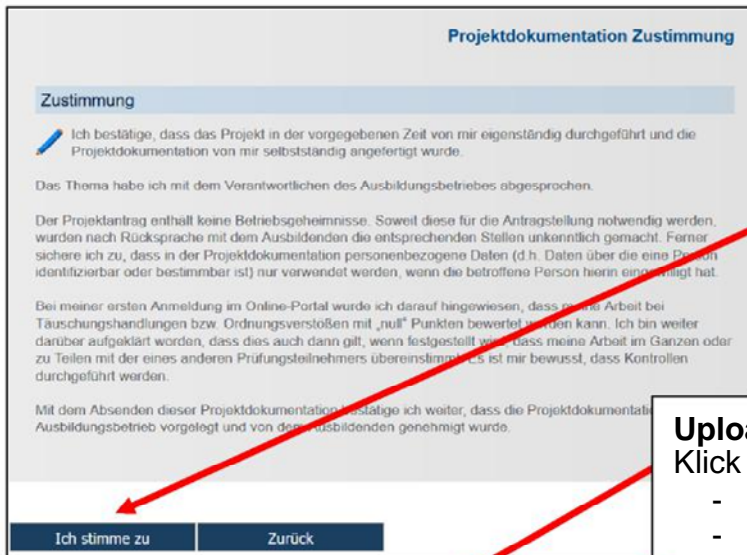 Projektdokumentation Zustimmung
Zustimmung
Ich bestätige, dass das Projekt in der vorgegebenen Zeit von mir eigenständig durchgeführt und die
Projektdokumentation von mir selbstständig angefertigt wurde.
Das Thema habe ich mit dem Verantwortlichen des Ausbildungsbetriebes abgesprochen.
Der Projektantrag enthält keine Betriebsgeheimnisse. Soweit diese für die Antragstellung notwendig werden,
wurden nach Rücksprache mit dem Ausbildenden die entsprechenden Stellen unkenntlich gemacht. Ferner
sichere ich zu, dass in der Projektdokumentation personenbezogene Daten (d.h. Daten über die eine Person
identifizierbar oder bestimmbar ist) nur verwendet werden, wenn die betroffene Person hierin eingewilligt hat.
Bei meiner ersten Anmeldung im Online-Portal wurde ich darauf hingewiesen, dass meine Arbeit bei
Täuschungshandlungen bzw. Ordnungsverstößen mit „null" Punkten bewertet werden kann. Ich bin weiter
darüber aufgeklärt worden, dass dies auch dann gilt, wenn festgestellt wird, dass meine Arbeit im Ganzen oder
zu Teilen mit der eines anderen Prüfungsteilnehmers übereinstimmt. Es ist mir bewusst, dass Kontrollen
durchgeführt werden.
Mit dem Absenden dieser Projektdokumentation bestätige ich weiter, dass die
Ausbildungsbetrieb vorgelegt und von dem Ausbildenden genehmigt wurde.
Klick
-
-
Ich stimme zu Zurück